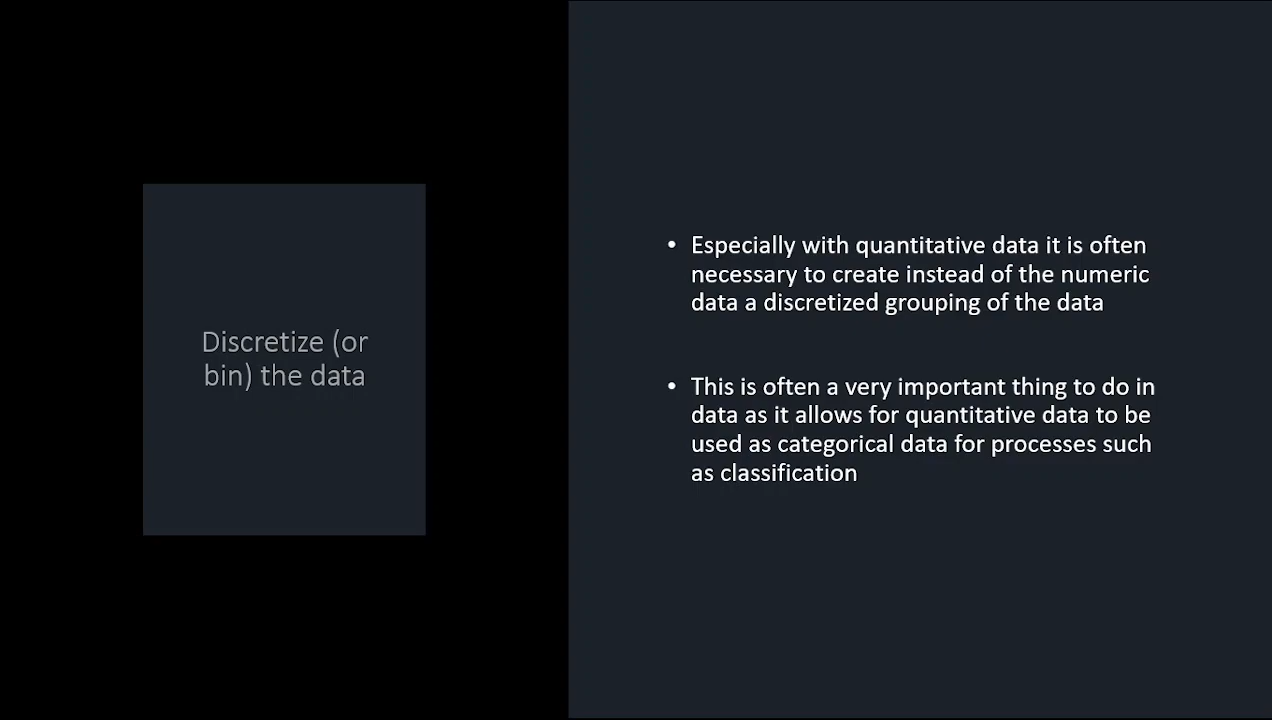 Discretize (or
bin) the data
• Especially with quantitative data it is often
necessary to create instead of the numeric
data a discretized grouping of the data
• This is often a very important thing to do in
data as it allows for quantitative data to be
used as categorical data for processes such
as classification